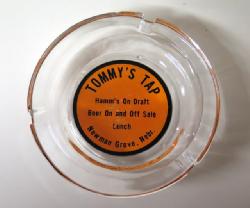 TOMMY'S TAP
Hamm's On Draft
Beer On and Off Sale
Lunch
Newman Grove, Nebr.